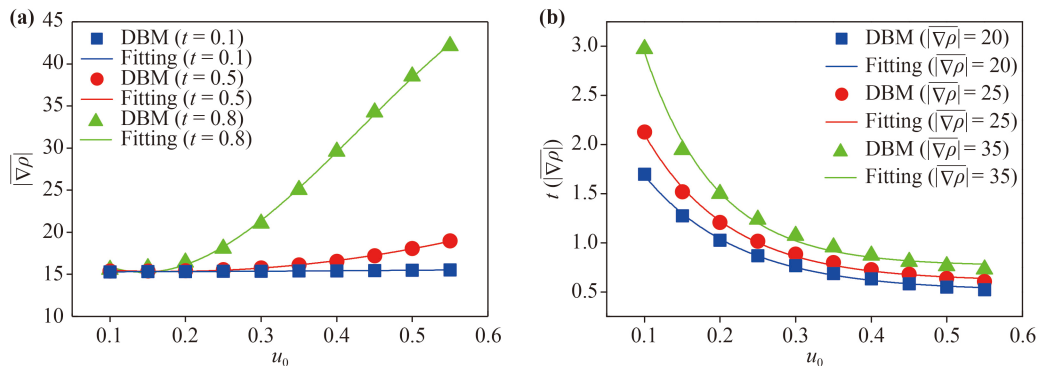 (a)
45
40
35
30
25
20
15
10
|∇ρ|
DBM (t = 0.1)
Fitting (t = 0.1)
DBM (t = 0.5)
Fitting (t = 0.5)
DBM (t = 0.8)
Fitting (t = 0.8)
0.1 0.2 0.3 0.4 0.5 0.6
u₀
(b)
3.0
2.5
2.0
1.5
1.0
0.5
t (|∇ρ|)
DBM (|∇ρ| = 20)
Fitting (|∇ρ| = 20)
DBM (|∇ρ| = 25)
Fitting (|∇ρ| = 25)
DBM (|∇ρ| = 35)
Fitting (|∇ρ| = 35)
0.1 0.2 0.3 0.4 0.5 0.6
u₀